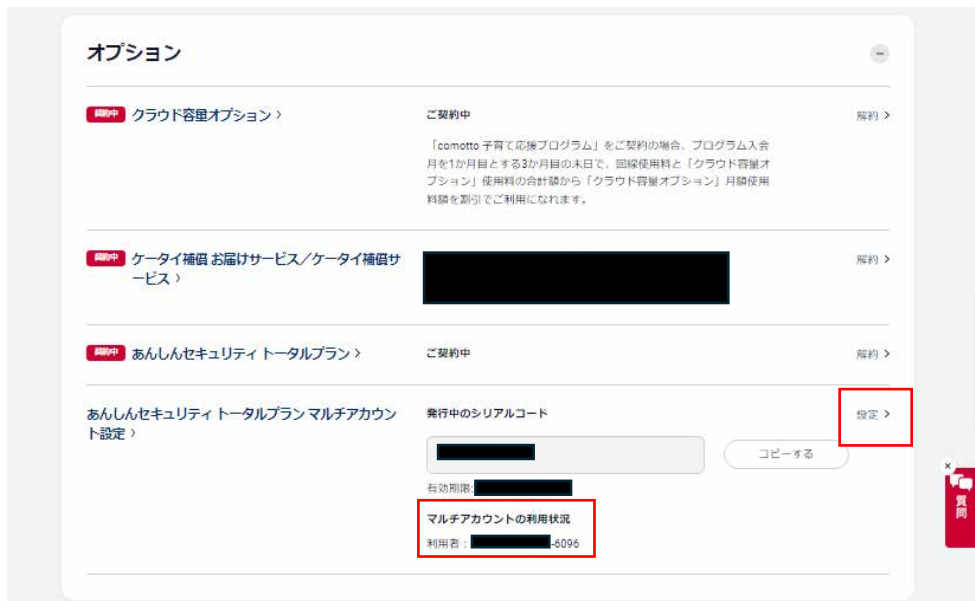 オプション
契約中 クラウド容量オプション ご契約中 解約
「comotto 子育て応援プログラム」をご契約の場合、プログラム入会
月を1か月目とする3か月目の末日で、回線使用料と「クラウド容量オ
プション」使用料の合計額から「クラウド容量オプション」月額使用
料額を割引でご利用になれます。
契約中 ケータイ補償 お届けサービス／ケータイ補償サ
ービス 解約
契約中 あんしんセキュリティ トータルプラン ご契約中 解約
あんしんセキュリティ トータルプラン マルチアカウン
ト設定
発行中のシリアルコード 設定
コピーする
有効期限:
マルチアカウントの利用状況
利用者： -6096
質問